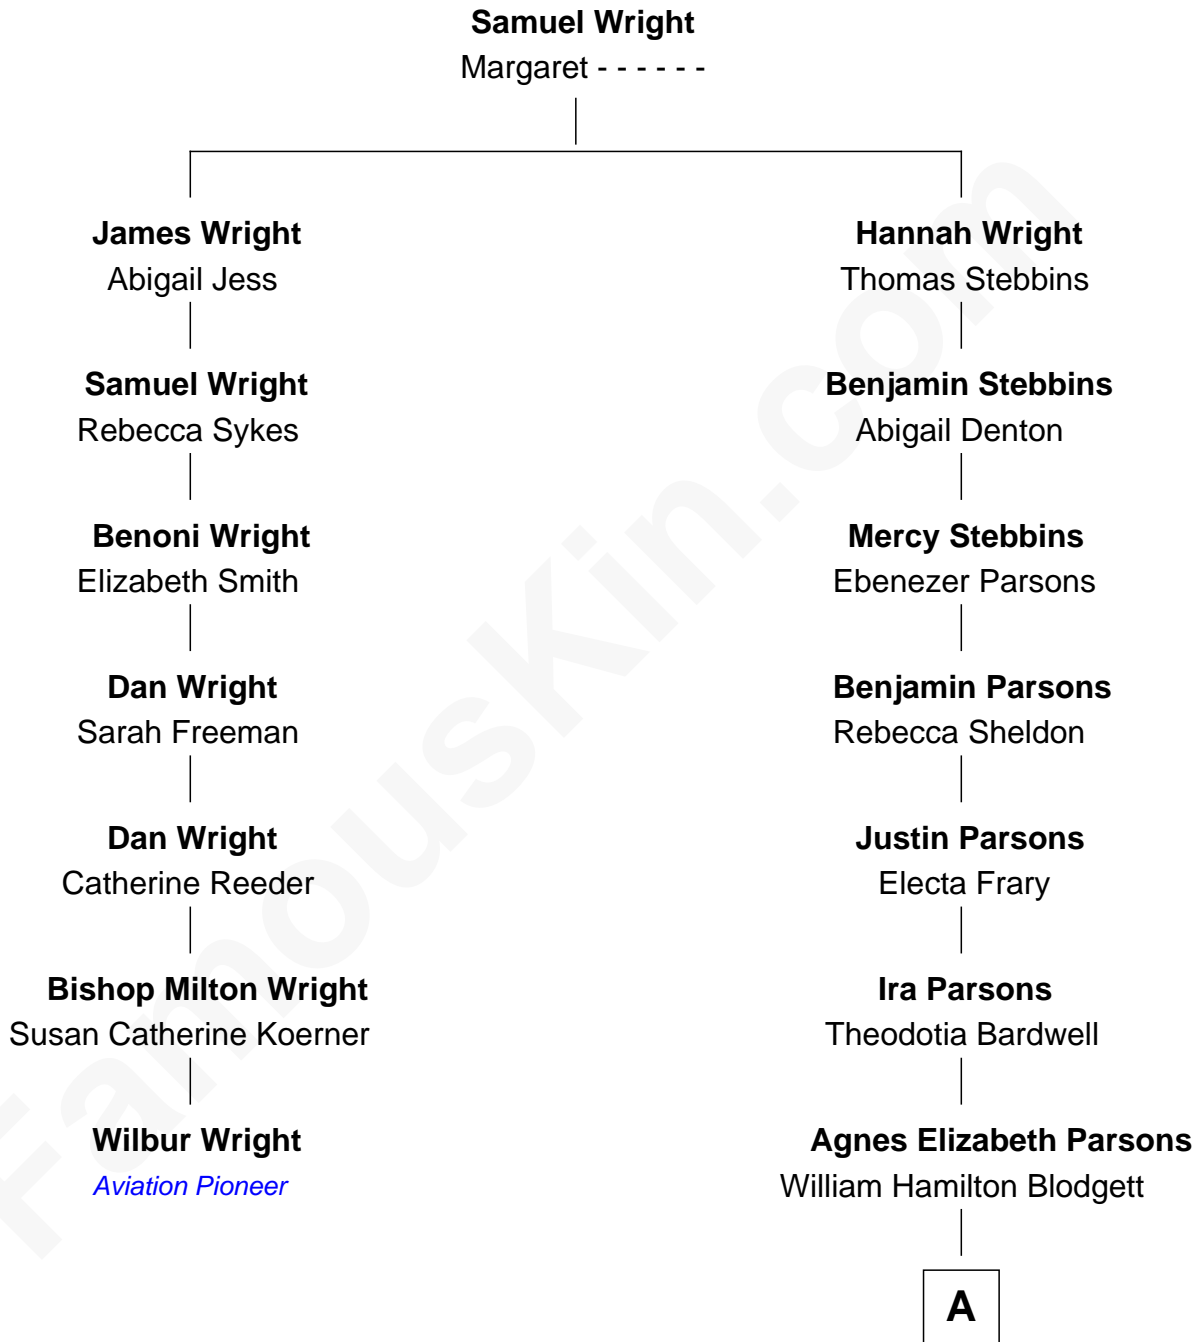 Samuel Wright
Margaret - - - - - -
James Wright
Abigail Jess
Hannah Wright
Thomas Stebbins
Samuel Wright
Rebecca Sykes
Benjamin Stebbins
Abigail Denton
Benoni Wright
Elizabeth Smith
Mercy Stebbins
Ebenezer Parsons
Dan Wright
Sarah Freeman
Benjamin Parsons
Rebecca Sheldon
Dan Wright
Catherine Reeder
Justin Parsons
Electa Frary
Bishop Milton Wright
Susan Catherine Koerner
Ira Parsons
Theodotia Bardwell
Wilbur Wright
Aviation Pioneer
Agnes Elizabeth Parsons
William Hamilton Blodgett
A
FamousKin.com